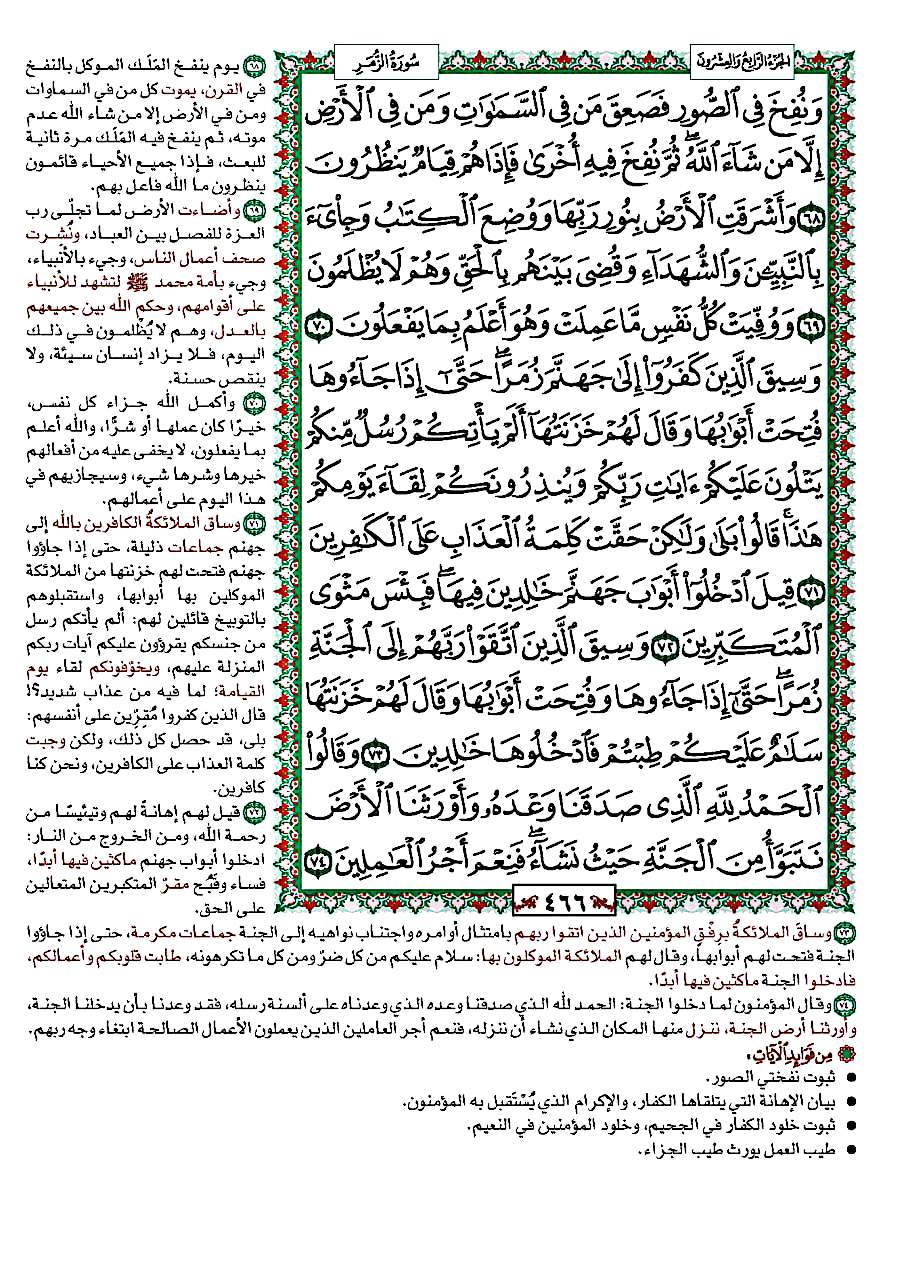 الجزء الرابع والعشرون
سورة الزمر
وَنُفِخَ فِي ٱلصُّورِ فَصَعِقَ مَن فِي ٱلسَّمَٰوَٰتِ وَمَن فِي ٱلۡأَرۡضِ
إِلَّا مَن شَآءَ ٱللَّهُۖ ثُمَّ نُفِخَ فِيهِ أُخۡرَىٰ فَإِذَا هُمۡ قِيَامٞ يَنظُرُونَ
٦٨ وَأَشۡرَقَتِ ٱلۡأَرۡضُ بِنُورِ رَبِّهَا وَوُضِعَ ٱلۡكِتَٰبُ وَجِاْيٓءَ
بِٱلنَّبِيِّـۧنَ وَٱلشُّهَدَآءِ وَقُضِيَ بَيۡنَهُم بِٱلۡحَقِّ وَهُمۡ لَا يُظۡلَمُونَ
٦٩ وَوُفِّيَتۡ كُلُّ نَفۡسٖ مَّا عَمِلَتۡ وَهُوَ أَعۡلَمُ بِمَا يَفۡعَلُونَ ٧٠
وَسِيقَ ٱلَّذِينَ كَفَرُوٓاْ إِلَىٰ جَهَنَّمَ زُمَرًاۖ حَتَّىٰٓ إِذَا جَآءُوهَا
فُتِحَتۡ أَبۡوَٰبُهَا وَقَالَ لَهُمۡ خَزَنَتُهَآ أَلَمۡ يَأۡتِكُمۡ رُسُلٞ مِّنكُمۡ
يَتۡلُونَ عَلَيۡكُمۡ ءَايَٰتِ رَبِّكُمۡ وَيُنذِرُونَكُمۡ لِقَآءَ يَوۡمِكُمۡ
هَٰذَاۚ قَالُواْ بَلَىٰ وَلَٰكِنۡ حَقَّتۡ كَلِمَةُ ٱلۡعَذَابِ عَلَى ٱلۡكَٰفِرِينَ
٧١ قِيلَ ٱدۡخُلُوٓاْ أَبۡوَٰبَ جَهَنَّمَ خَٰلِدِينَ فِيهَاۖ فَبِئۡسَ مَثۡوَى
ٱلۡمُتَكَبِّرِينَ ٧٢ وَسِيقَ ٱلَّذِينَ ٱتَّقَوۡاْ رَبَّهُمۡ إِلَى ٱلۡجَنَّةِ
زُمَرًاۖ حَتَّىٰٓ إِذَا جَآءُوهَا وَفُتِحَتۡ أَبۡوَٰبُهَا وَقَالَ لَهُمۡ خَزَنَتُهَا
سَلَٰمٌ عَلَيۡكُمۡ طِبۡتُمۡ فَٱدۡخُلُوهَا خَٰلِدِينَ ٧٣ وَقَالُواْ
ٱلۡحَمۡدُ لِلَّهِ ٱلَّذِي صَدَقَنَا وَعۡدَهُۥ وَأَوۡرَثَنَا ٱلۡأَرۡضَ
نَتَبَوَّأُ مِنَ ٱلۡجَنَّةِ حَيۡثُ نَشَآءُۖ فَنِعۡمَ أَجۡرُ ٱلۡعَٰمِلِينَ ٧٤
٤٦٦
٦٨ يوم ينفخ المَلَك الموكل بالنفخ
في القرن، يموت كل من في السماوات
ومن في الأرض إلا من شاء الله عدم
موته، ثم ينفخ فيه المَلَك مرة ثانية
للبعث، فإذا جميع الأحياء قائمون
ينظرون ما الله فاعل بهم.
٦٩ وأضاءت الأرض لما تجلّى رب
العزة للفصل بين العباد، ونُشرت
صحف أعمال الناس، وجيء بالأنبياء،
وجيء بأمة محمد ﷺ لتشهد للأنبياء
على أقوامهم، وحكم الله بين جميعهم
بالعدل، وهم لا يُظْلمون في ذلك
اليوم، فلا يزاد إنسان سيئة، ولا
ينقص حسنة.
٧٠ وأكمل الله جزاء كل نفس،
خيرًا كان عملها أو شرًا، والله أعلم
بما يفعلون، لا يخفى عليه من أفعالهم
خيرها وشرها شيء، وسيجازيهم في
هذا اليوم على أعمالهم.
٧١ وساق الملائكةُ الكافرين بالله إلى
جهنم جماعات ذليلة، حتى إذا جاؤوا
جهنم فتحت لهم خزنتها من الملائكة
الموكلين بها أبوابها، واستقبلوهم
بالتوبيخ قائلين لهم: ألم يأتكم رسل
من جنسكم يقرؤون عليكم آيات ربكم
المنزلة عليهم، ويخوّفونكم لقاء يوم
القيامة؛ لما فيه من عذاب شديد؟!
قال الذين كفروا مُقِرِّين على أنفسهم:
بلى، قد حصل كل ذلك، ولكن وجبت
كلمة العذاب على الكافرين، ونحن كنا
كافرين.
٧٢ قيل لهم إهانةً لهم وتيئيسًا من
رحمة الله، ومن الخروج من النار:
ادخلوا أبواب جهنم ماكثين فيها أبدًا،
فساء وقَبُح مقرّ المتكبرين المتعالين
على الحق.
٧٣ وساقَ الملائكةُ برِفْقٍ المؤمنين الذين اتقوا ربهم بامتثال أوامره واجتناب نواهيه إلى الجنة جماعات مكرمة، حتى إذا جاؤوا
الجنة فتحت لهم أبوابها، وقال لهم الملائكة الموكلون بها: سلام عليكم من كل ضرّ ومن كل ما تكرهونه، طابت قلوبكم وأعمالكم،
فادخلوا الجنة ماكثين فيها أبدًا.
٧٤ وقال المؤمنون لما دخلوا الجنة: الحمد لله الذي صدقنا وعده الذي وعدناه على ألسنة رسله، فقد وعدنا بأن يدخلنا الجنة،
وأورثنا أرض الجنة، ننزل منها المكان الذي نشاء أن ننزله، فنعم أجر العاملين الذين يعملون الأعمال الصالحة ابتغاء وجه ربهم.
من فوائد الآيات:
• ثبوت نفختي الصور.
• بيان الإهانة التي يتلقاها الكفار، والإكرام الذي يُسْتَقبل به المؤمنون.
• ثبوت خلود الكفار في الجحيم، وخلود المؤمنين في النعيم.
• طيب العمل يورث طيب الجزاء.